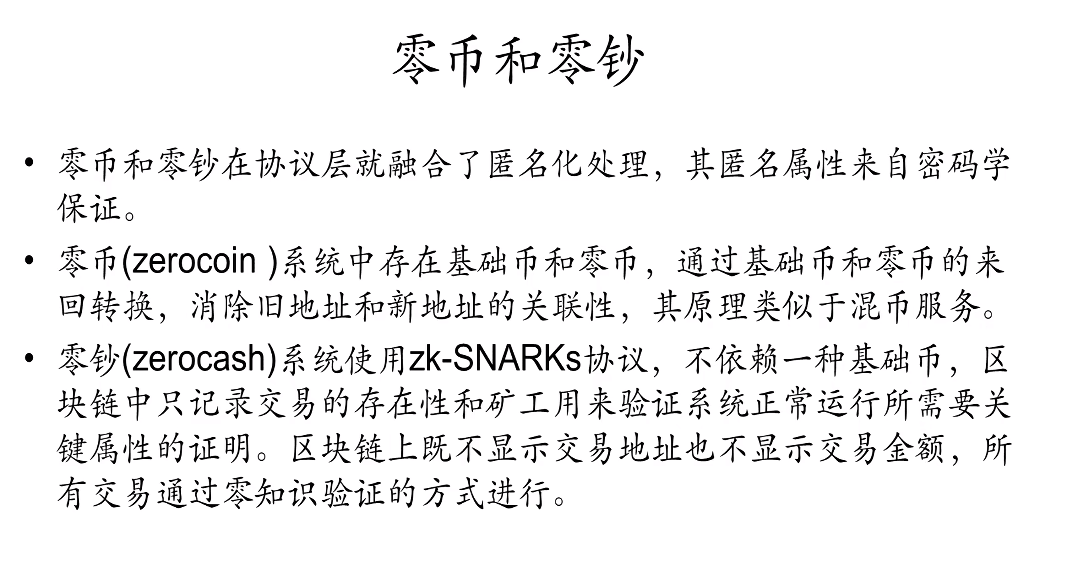 零币和零钞
• 零币和零钞在协议层就融合了匿名化处理，其匿名属性来自密码学
保证。
• 零币(zerocoin )系统中存在基础币和零币，通过基础币和零币的来
回转换，消除旧地址和新地址的关联性，其原理类似于混币服务。
• 零钞(zerocash)系统使用zk-SNARKs协议，不依赖一种基础币，区
块链中只记录交易的存在性和矿工用来验证系统正常运行所需要关
键属性的证明。区块链上既不显示交易地址也不显示交易金额，所
有交易通过零知识验证的方式进行。